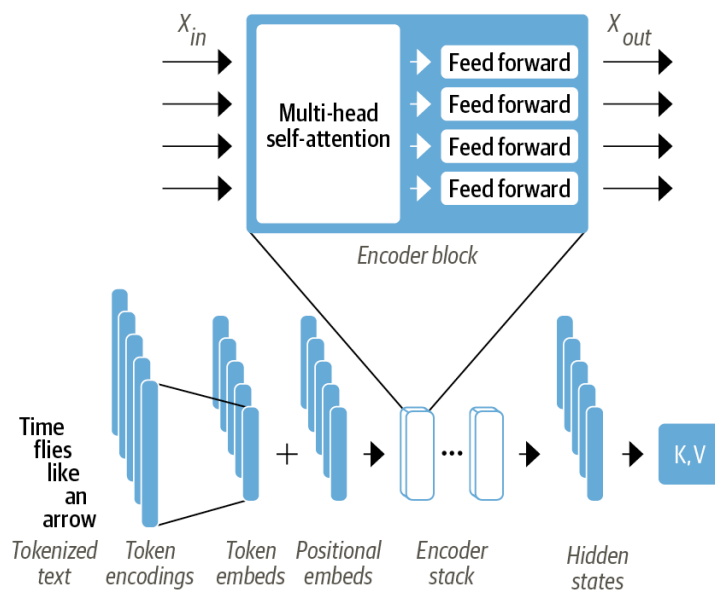 X in
X out
Multi-head
self-attention
Feed forward
Feed forward
Feed forward
Feed forward
Encoder block
Time
flies
like
an
arrow
+
...
K, V
Tokenized
text
Token
encodings
Token
embeds
Positional
embeds
Encoder
stack
Hidden
states